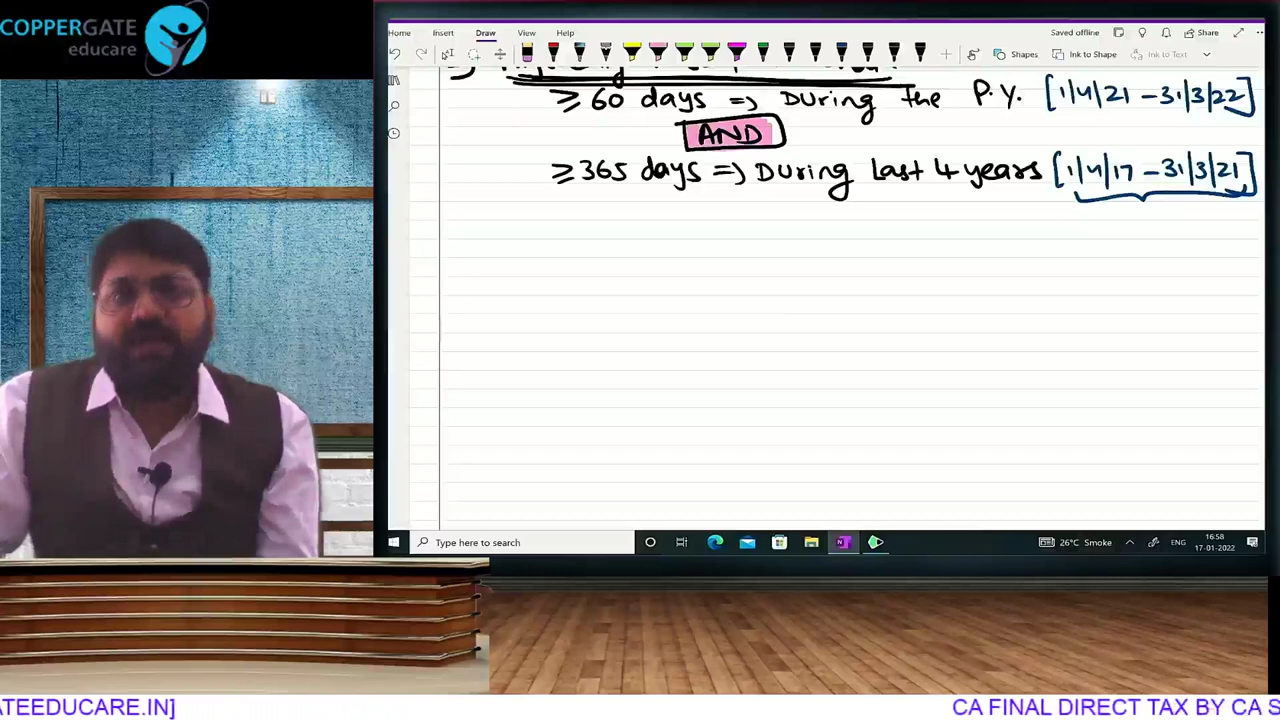 COPPERGATE
educare
Home Insert Draw View Help
Saved offline
Share
Shapes
Ink to Shape
Ink to Text
≥ 60 days => During the P.Y. [1/4/21 - 31/3/22]
AND
≥365 days => During last 4 years [1/4/17 - 31/3/21]
Type here to search
26°C Smoke
ENG
16:58
17-01-2022
ATEEDUCARE.IN]
CA FINAL DIRECT TAX BY CA S